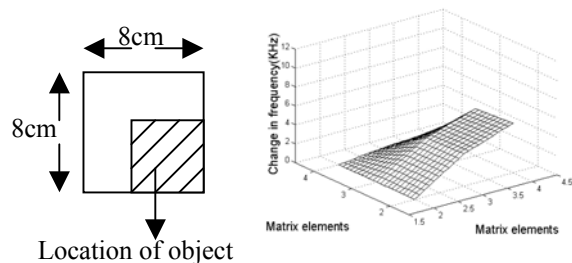 8cm
8cm
Location of object
Change in frequency(KHz)
12
10
8
6
4
2
0
4
3
2
1.5
2
2.5
3
3.5
4
4.5
Matrix elements
Matrix elements